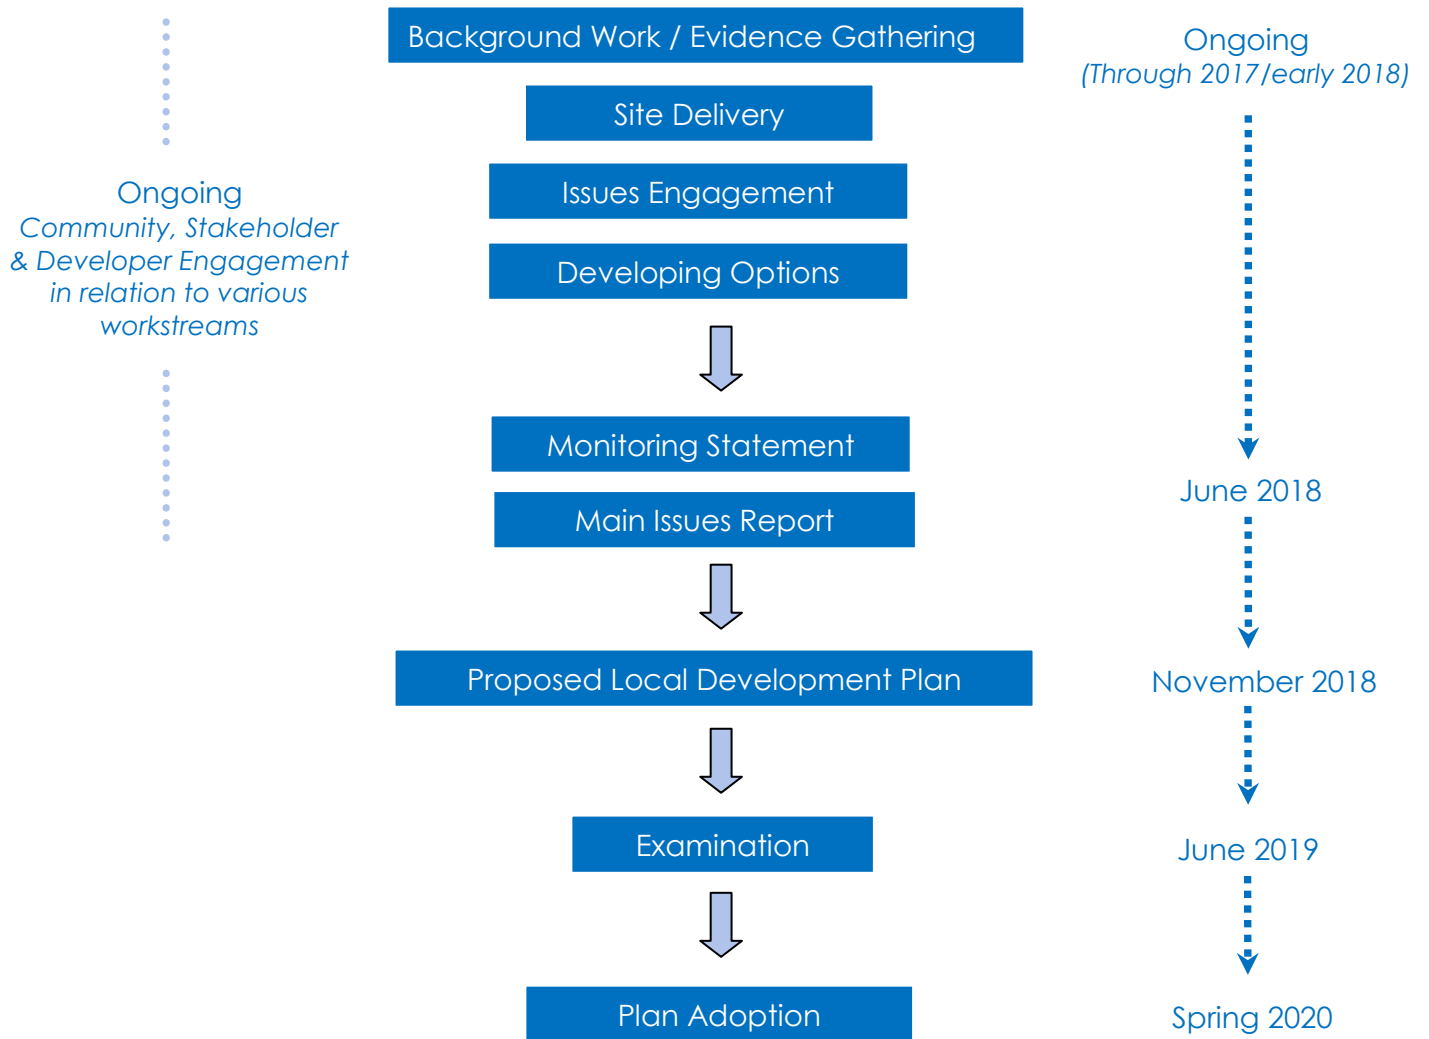 Background Work / Evidence Gathering
Ongoing
(Through 2017/early 2018)
Site Delivery
Issues Engagement
Developing Options
Ongoing
Community, Stakeholder
& Developer Engagement
in relation to various
workstreams
Monitoring Statement
Main Issues Report
June 2018
Proposed Local Development Plan
November 2018
Examination
June 2019
Plan Adoption
Spring 2020